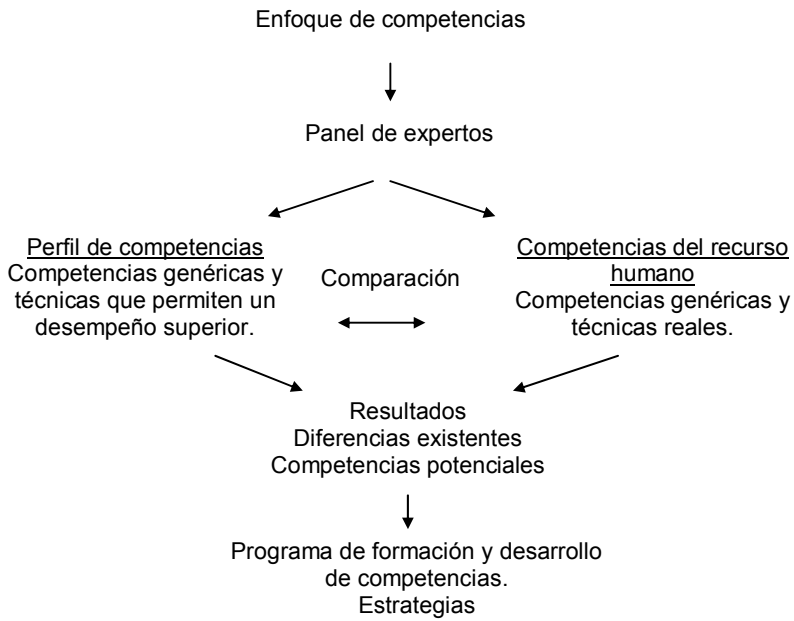 Enfoque de competencias
Panel de expertos
Perfil de competencias
Competencias genéricas y
técnicas que permiten un
desempeño superior.
Comparación
Competencias del recurso
humano
Competencias genéricas y
técnicas reales.
Resultados
Diferencias existentes
Competencias potenciales
Programa de formación y desarrollo
de competencias.
Estrategias